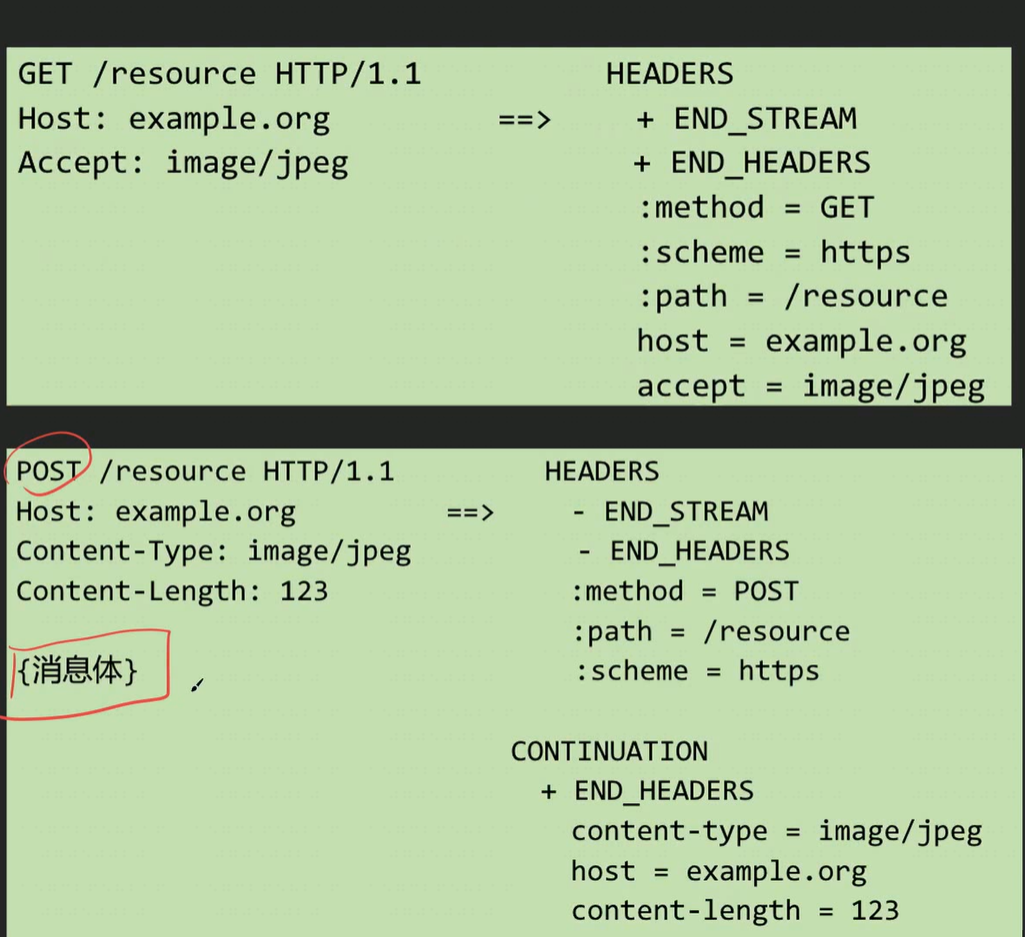 GET /resource HTTP/1.1
Host: example.org
Accept: image/jpeg
==>
HEADERS
+ END_STREAM
+ END_HEADERS
:method = GET
:scheme = https
:path = /resource
host = example.org
accept = image/jpeg
POST /resource HTTP/1.1
Host: example.org
Content-Type: image/jpeg
Content-Length: 123
{消息体}
==>
HEADERS
- END_STREAM
- END_HEADERS
:method = POST
:path = /resource
:scheme = https
CONTINUATION
+ END_HEADERS
content-type = image/jpeg
host = example.org
content-length = 123